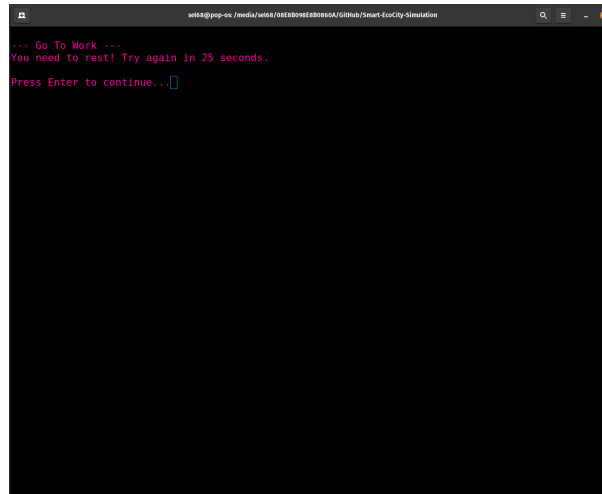 sel68@pop-os: /media/sel68/08E8B098E8B0860A/GitHub/Smart-EcoCity-Simulation
--- Go To Work ---
You need to rest! Try again in 25 seconds.
Press Enter to continue...